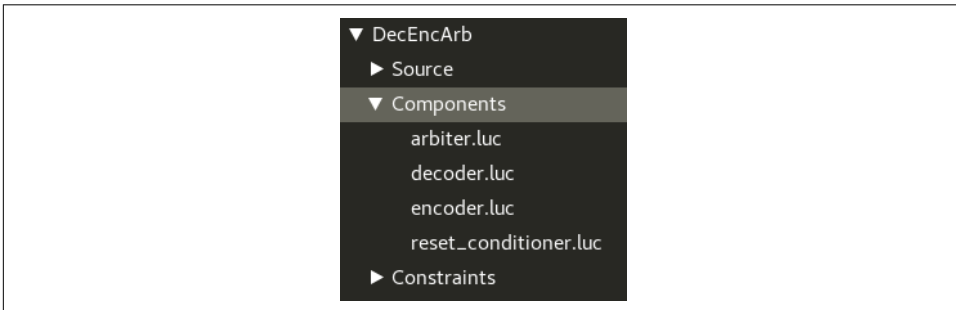 DecEncArb
Source
Components
arbiter.luc
decoder.luc
encoder.luc
reset_conditioner.luc
Constraints